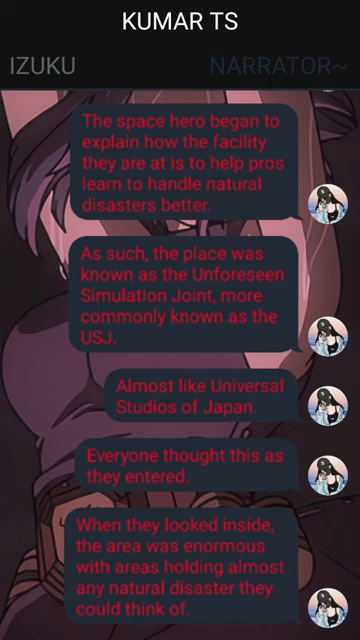 KUMAR TS
IZUKU
NARRATOR~
The space hero began to
explain how the facility
they are at is to help pros
learn to handle natural
disasters better.
As such, the place was
known as the Unforeseen
Simulation Joint, more
commonly known as the
USJ.
Almost like Universal
Studios of Japan.
Everyone thought this as
they entered.
When they looked inside,
the area was enormous
with areas holding almost
any natural disaster they
could think of.